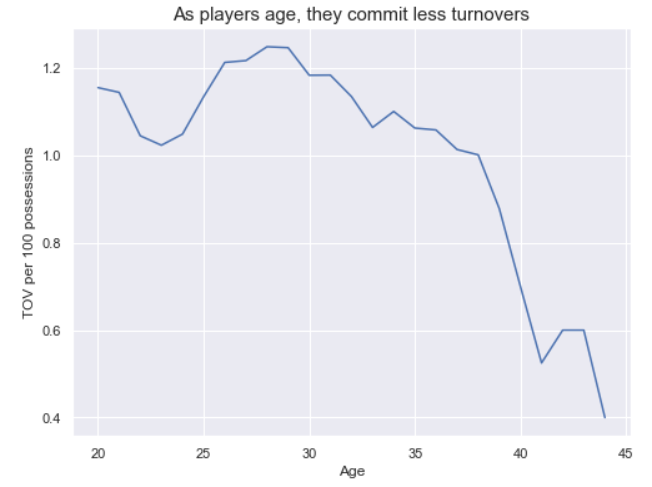 As players age, they commit less turnovers
TOV per 100 possessions
1.2
1.0
0.8
0.6
0.4
20 25 30 35 40 45
Age